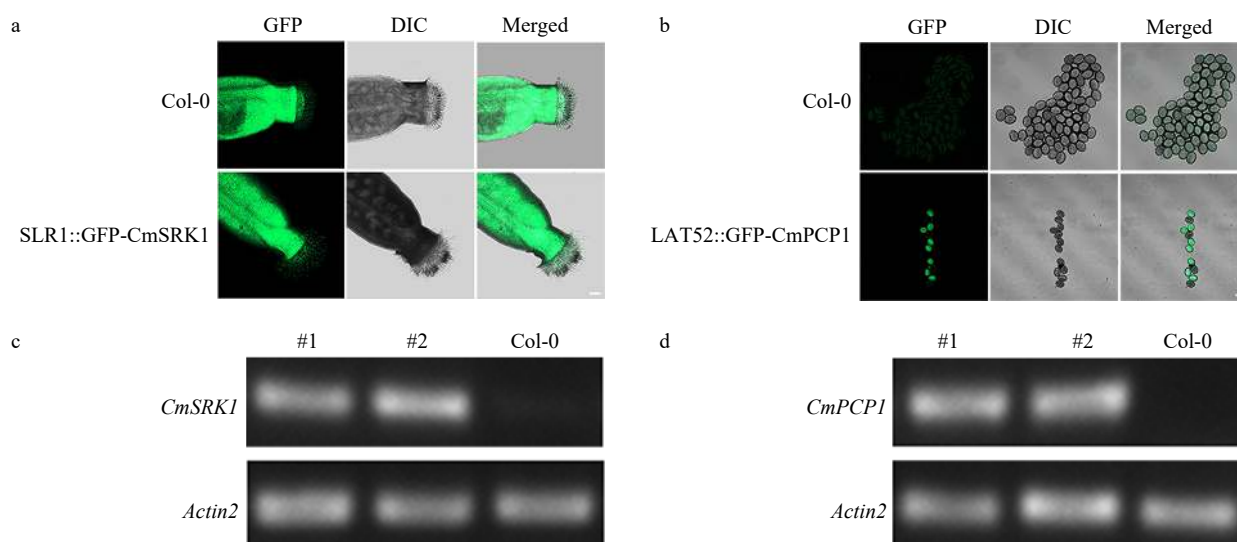 a
GFP DIC Merged
Col-0
SLR1::GFP-CmSRK1
b
GFP DIC Merged
Col-0
LAT52::GFP-CmPCP1
c
#1 #2 Col-0
CmSRK1
Actin2
d
#1 #2 Col-0
CmPCP1
Actin2